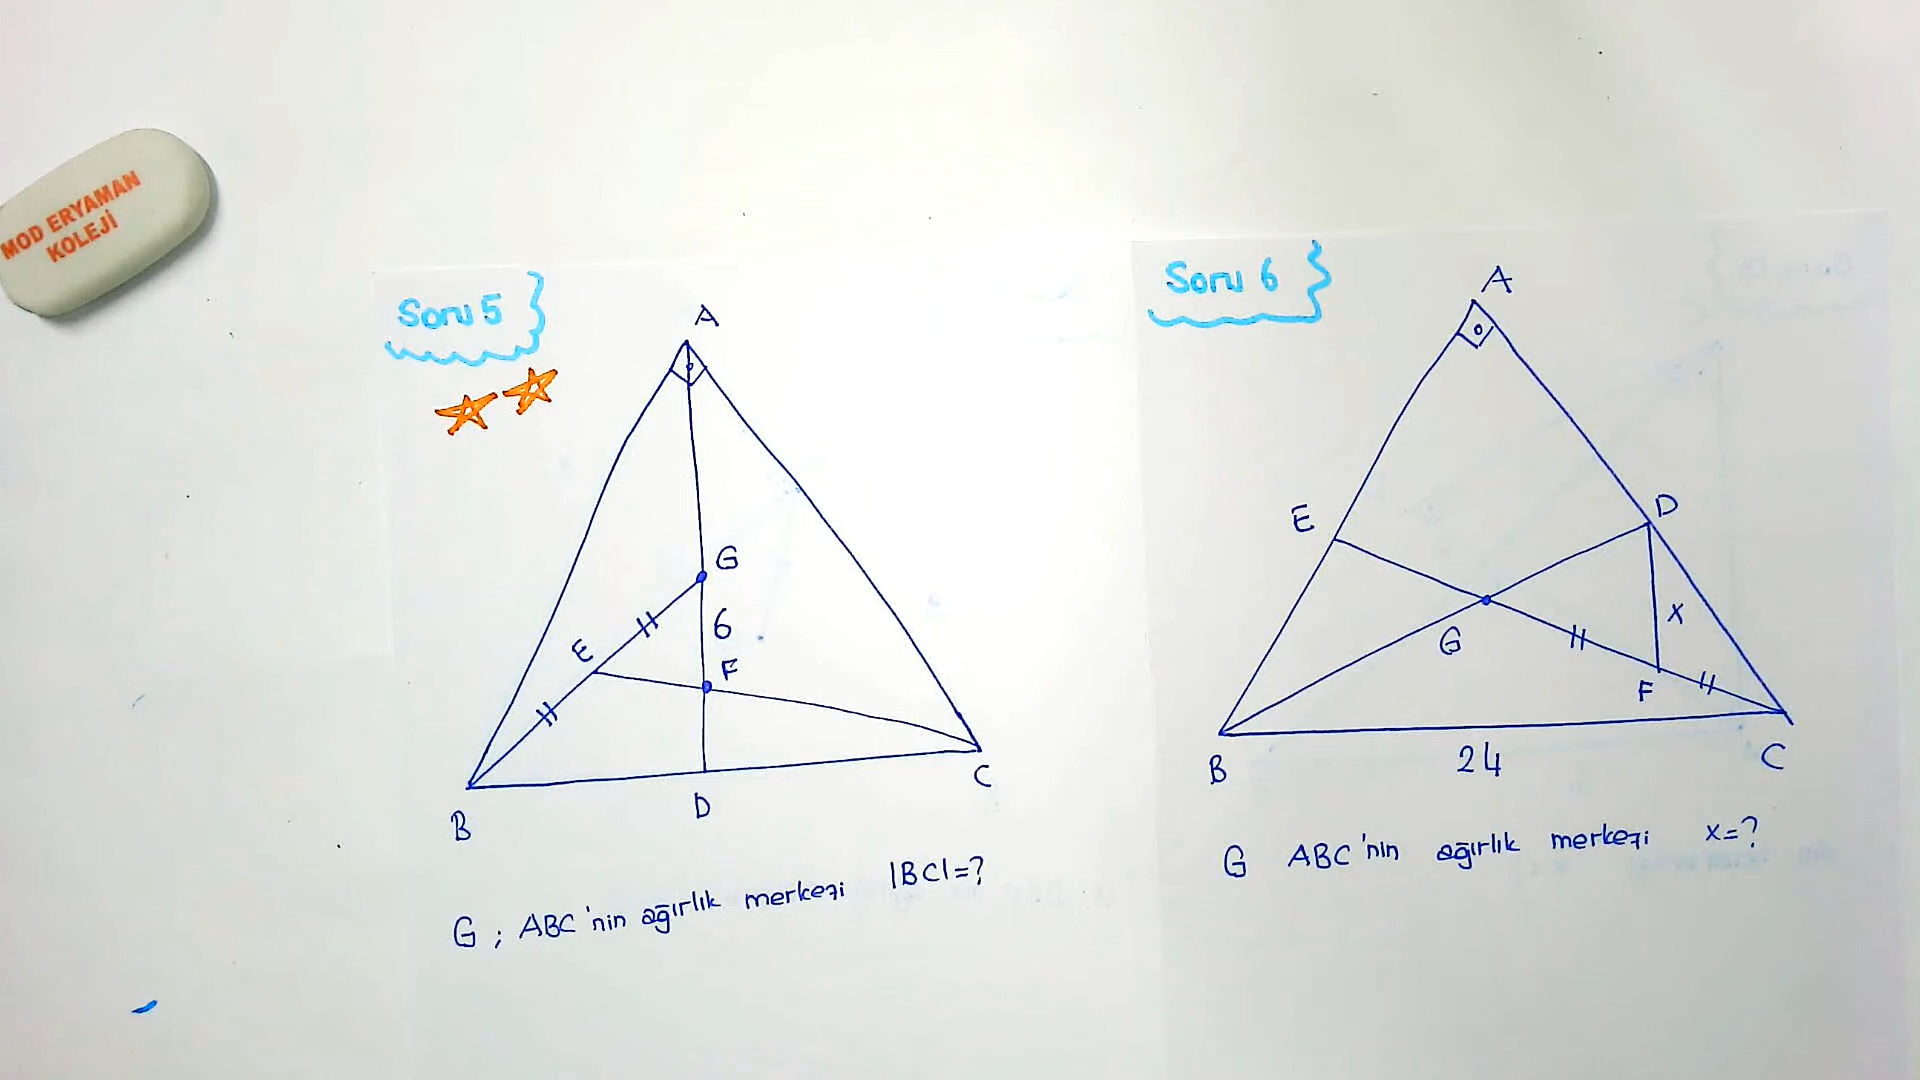 MOD ERYAMAN
KOLEJİ
Soru 5
A
G
6
E
F
B
D
C
G ; ABC'nin ağırlık merkezi |BC|=?
Soru 6
A
E
D
x
G
F
B
24
C
G ABC'nin ağırlık merkezi x=?